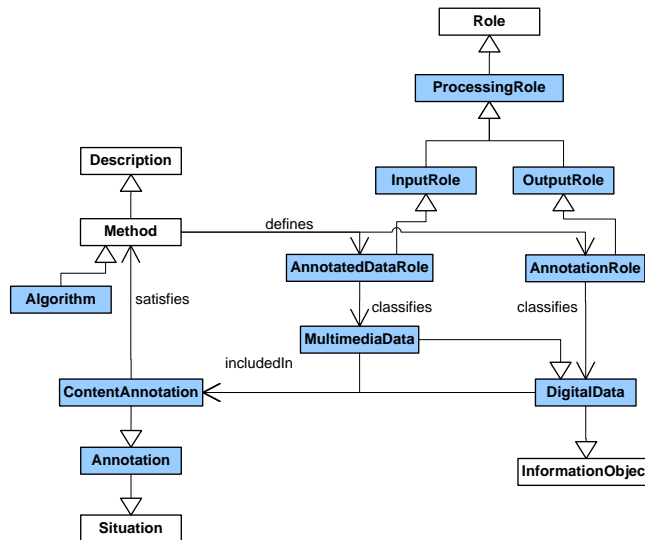 Role
ProcessingRole
Description
InputRole
OutputRole
Method
defines
AnnotatedDataRole
AnnotationRole
Algorithm
satisfies
classifies
classifies
MultimediaData
includedIn
ContentAnnotation
DigitalData
Annotation
InformationObjec
Situation